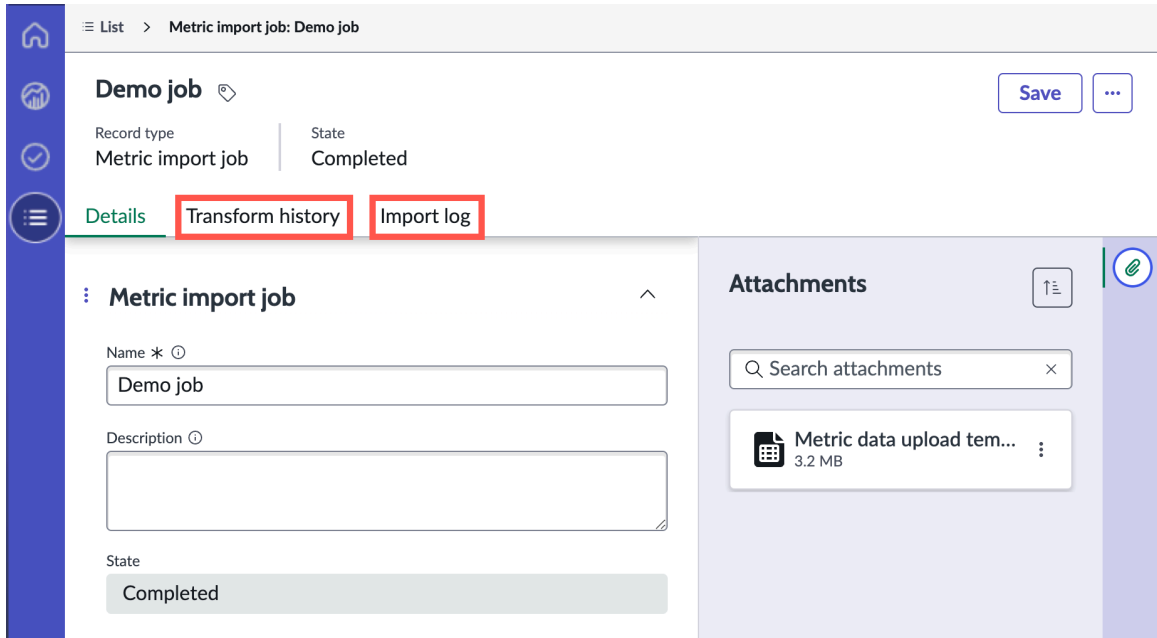 List > Metric import job: Demo job
Demo job
Save ...
Record type State
Metric import job Completed
Details Transform history Import log
Metric import job
Attachments
Name *
Demo job
Search attachments
Description
Metric data upload tem...
3.2 MB
State
Completed